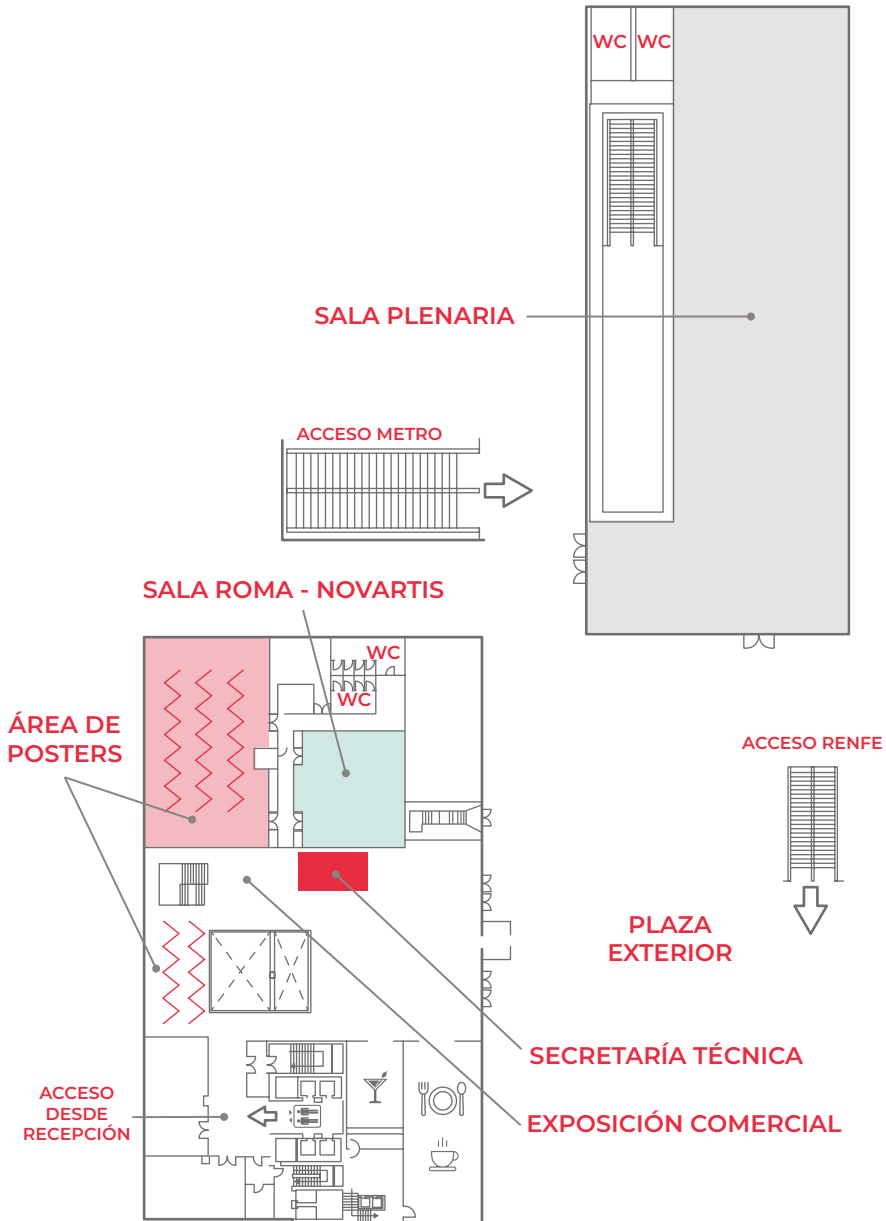 WC WC
SALA PLENARIA
ACCESO METRO
SALA ROMA - NOVARTIS
WC
WC
ÁREA DE
POSTERS
ACCESO RENFE
PLAZA
EXTERIOR
SECRETARÍA TÉCNICA
ACCESO
DESDE
RECEPCIÓN
EXPOSICIÓN COMERCIAL